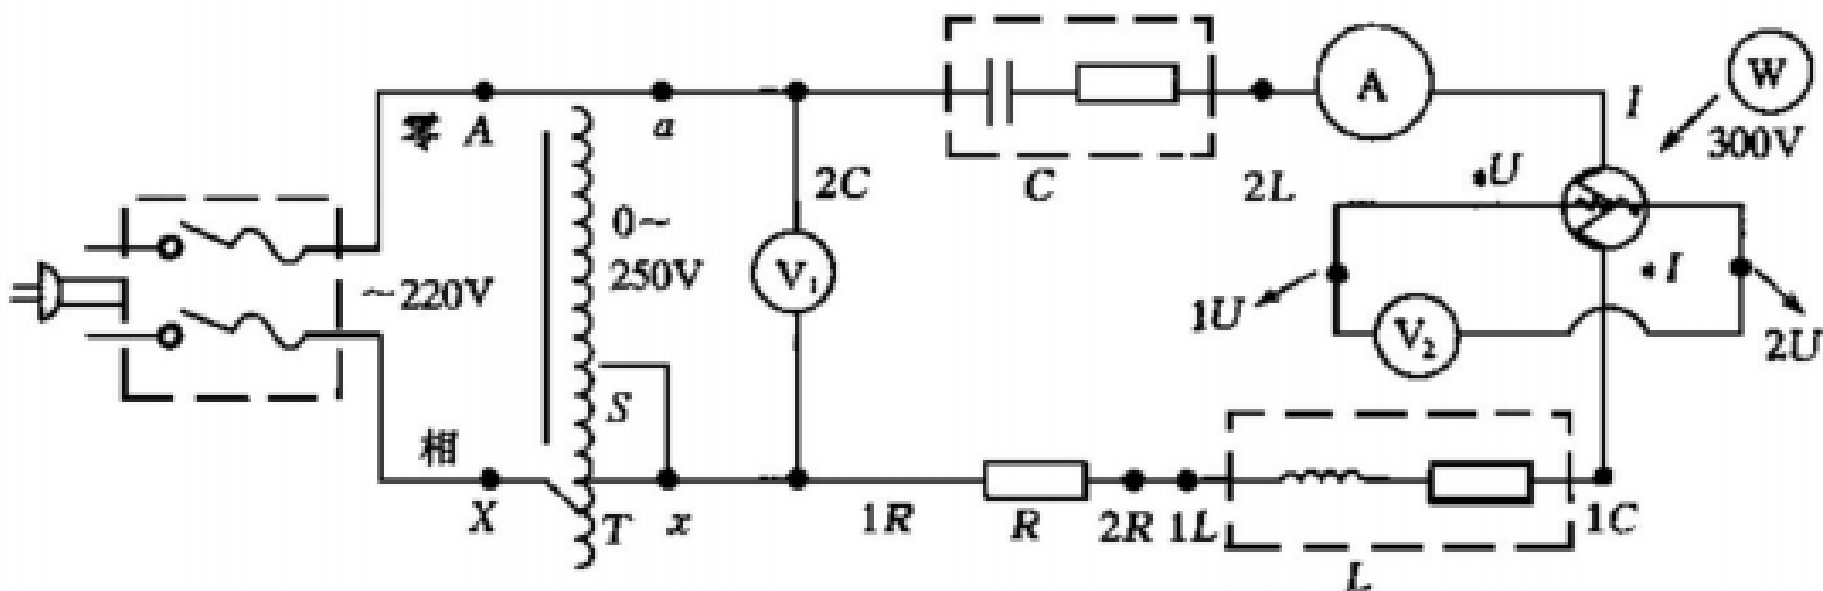 零 A
a
2C
C
2L
A
I
W
300V
•U
0~
250V
~220V
V₁
1U
V₂
•I
2U
S
相
X
T
x
1R
R
2R
1L
L
1C